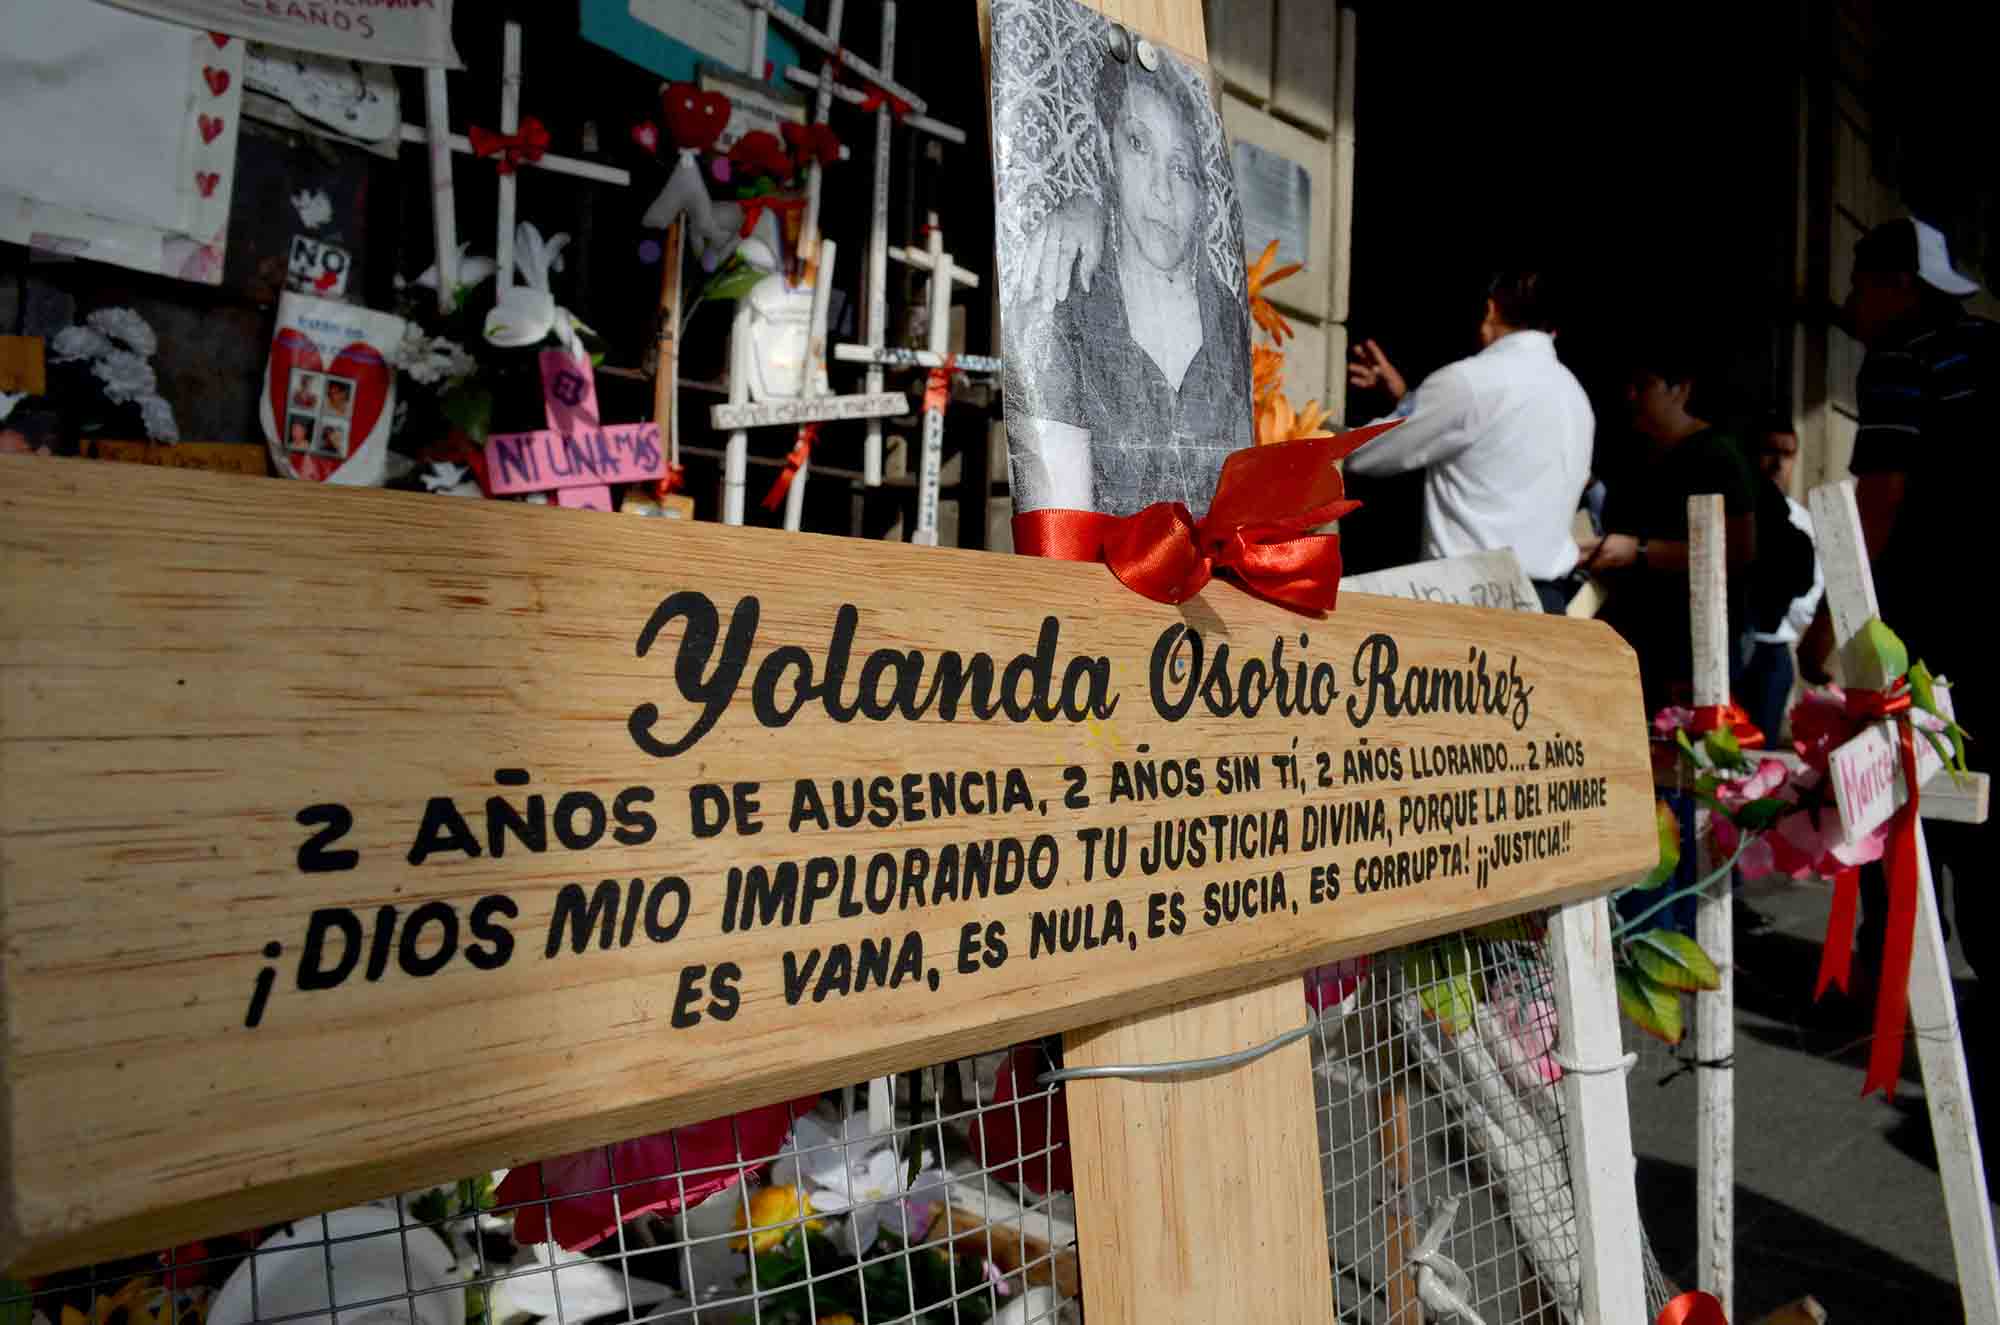 LEAÑOS
NO
NI UNA MÁS
Yolanda Osorio Ramírez
2 AÑOS DE AUSENCIA, 2 AÑOS SIN TÍ, 2 AÑOS LLORANDO...2 AÑOS
¡DIOS MIO IMPLORANDO TU JUSTICIA DIVINA, PORQUE LA DEL HOMBRE
ES VANA, ES NULA, ES SUCIA, ES CORRUPTA! ¡¡JUSTICIA!!